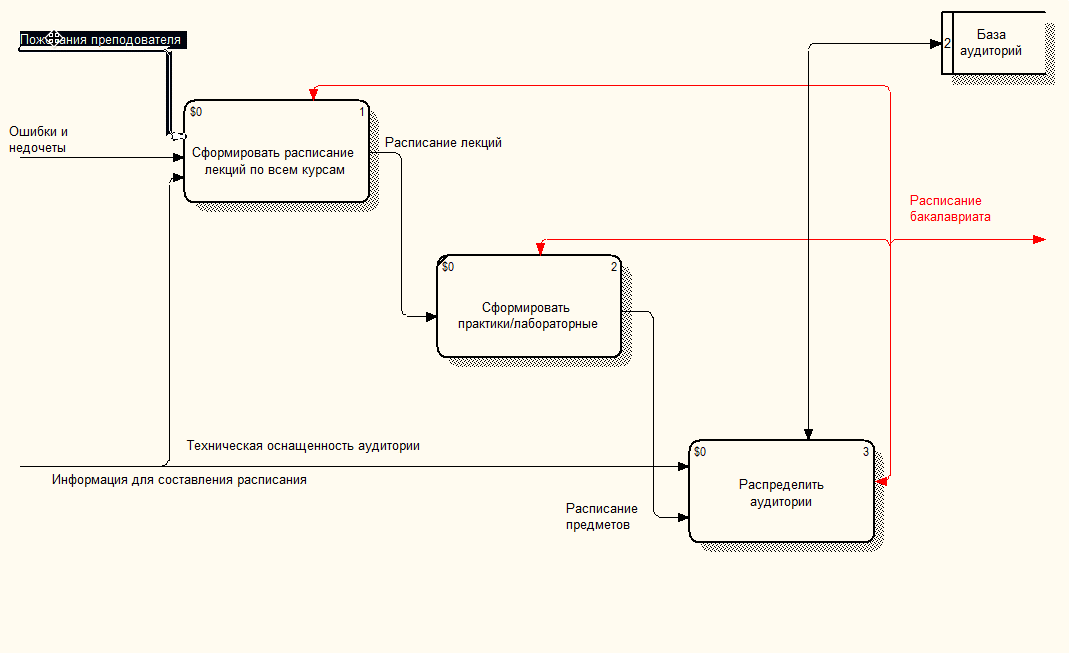 Пожелания преподователя
База
аудиторий
2
$0
1
Ошибки и
недочеты
Сформировать расписание
лекций по всем курсам
Расписание лекций
Расписание
бакалавриата
$0
2
Сформировать
практики/лабораторные
Техническая оснащенность аудитории
Информация для составления расписания
$0
3
Распределить
аудитории
Расписание
предметов